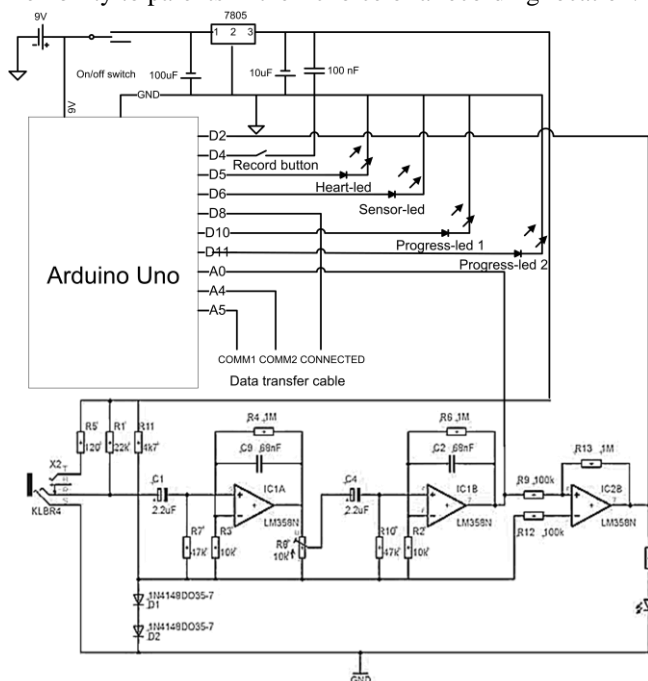 9V
7805
1 2 3
On/off switch
100uF
10uF
100 nF
9V
GND
D2
D4
Record button
D5
Heart-led
D6
Sensor-led
D8
D10
Progress-led 1
D11
Progress-led 2
A0
Arduino Uno
A4
A5
COMM1 COMM2 CONNECTED
Data transfer cable
R5
120
R1
22k
R11
4k7
X2
KLBR4
C1
2.2uF
R4 1M
C9 68nF
IC1A
LM358N
R7
47k
R3
10k
R8
10k
C4
2.2uF
R6 1M
C2 68nF
IC1B
LM358N
R10
47k
R2
10k
R9 100k
R12 100k
R13 1M
IC2B
LM358N
1N4148DO35-7
D1
1N4148DO35-7
D2
GND